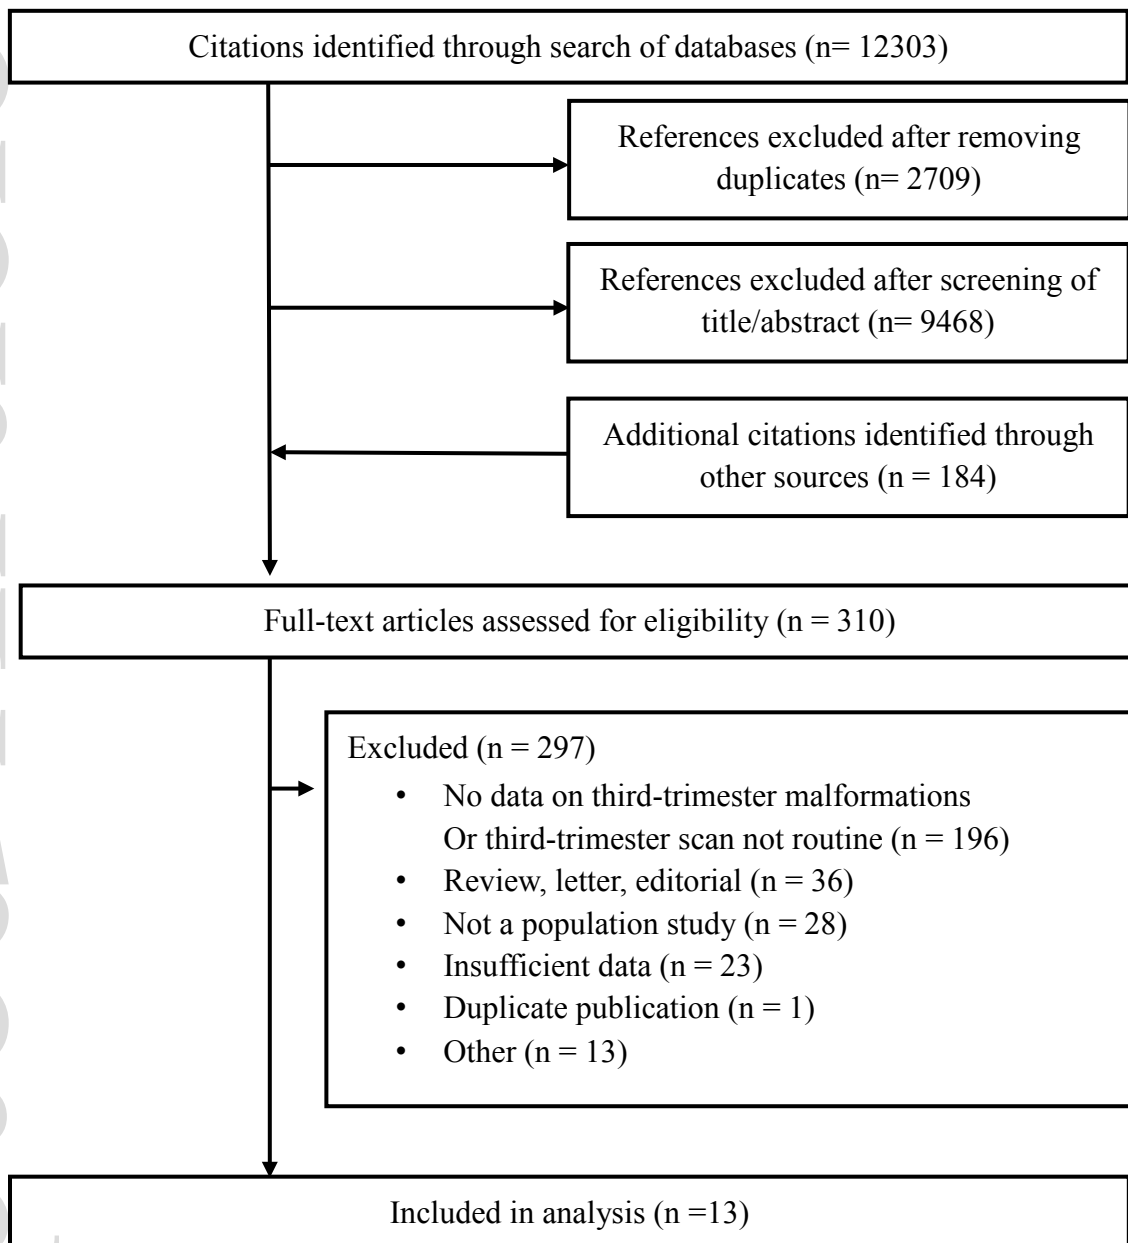 Citations identified through search of databases (n= 12303)
References excluded after removing
duplicates (n= 2709)
References excluded after screening of
title/abstract (n= 9468)
Additional citations identified through
other sources (n = 184)
Full-text articles assessed for eligibility (n = 310)
Excluded (n = 297)
• No data on third-trimester malformations
Or third-trimester scan not routine (n = 196)
• Review, letter, editorial (n = 36)
• Not a population study (n = 28)
• Insufficient data (n = 23)
• Duplicate publication (n = 1)
• Other (n = 13)
Included in analysis (n =13)